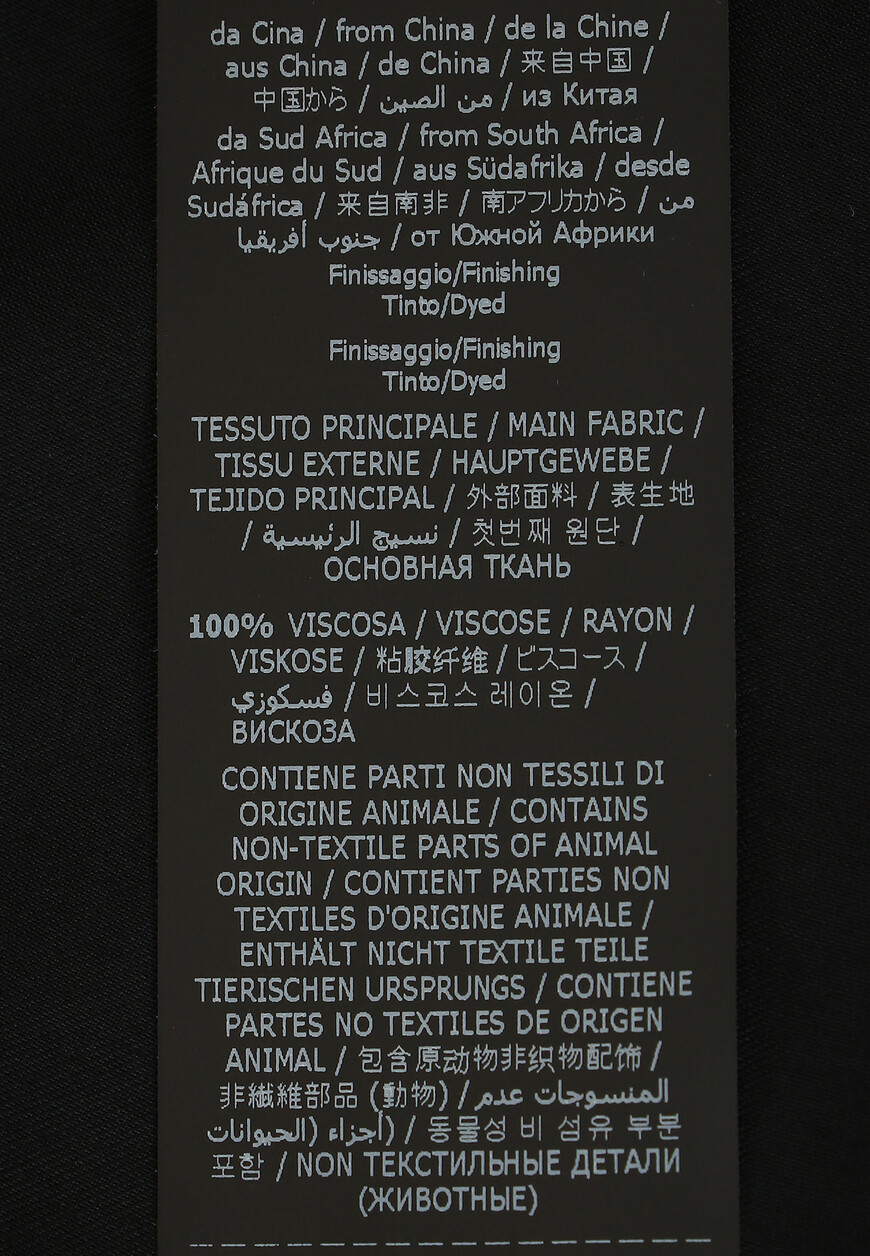 da Cina / from China / de la Chine /
aus China / de China / 来自中国 /
中国から / من الصين / из Китая
da Sud Africa / from South Africa /
Afrique du Sud / aus Südafrika / desde
Sudáfrica / 来自南非 / 南アフリカから / من
جنوب أفريقيا / от Южной Африки
Finissaggio/Finishing
Tinto/Dyed
Finissaggio/Finishing
Tinto/Dyed
TESSUTO PRINCIPALE / MAIN FABRIC /
TISSU EXTERNE / HAUPTGEWEBE /
TEJIDO PRINCIPAL / 外部面料 / 表生地
/ نسيج الرئيسية / 첫번째 원단 /
ОСНОВНАЯ ТКАНЬ
100% VISCOSA / VISCOSE / RAYON /
VISKOSE / 粘胶纤维 / ビスコース /
فسكوزي / 비스코스 레이온 /
ВИСКОЗА
CONTIENE PARTI NON TESSILI DI
ORIGINE ANIMALE / CONTAINS
NON-TEXTILE PARTS OF ANIMAL
ORIGIN / CONTIENT PARTIES NON
TEXTILES D'ORIGINE ANIMALE /
ENTHÄLT NICHT TEXTILE TEILE
TIERISCHEN URSPRUNGS / CONTIENE
PARTES NO TEXTILES DE ORIGEN
ANIMAL / 包含原动物非织物配饰 /
非繊維部品 (動物) / المنسوجات عدم
أجزاء (الحيوانات) / 동물성 비 섬유 부분
포함 / NON ТЕКСТИЛЬНЫЕ ДЕТАЛИ
(ЖИВОТНЫЕ)